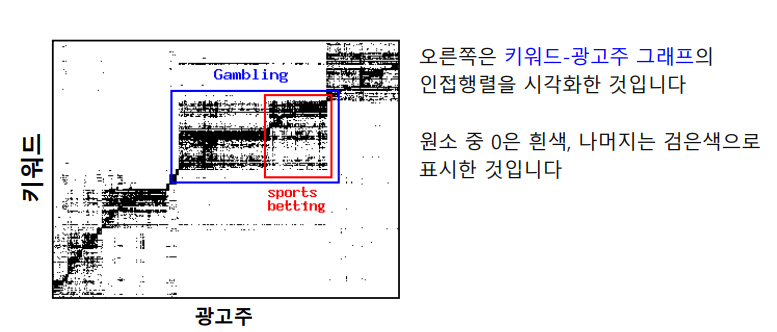 Gambling
sports
betting
키워드
광고주
오른쪽은 키워드-광고주 그래프의
인접행렬을 시각화한 것입니다
원소 중 0은 흰색, 나머지는 검은색으로
표시한 것입니다